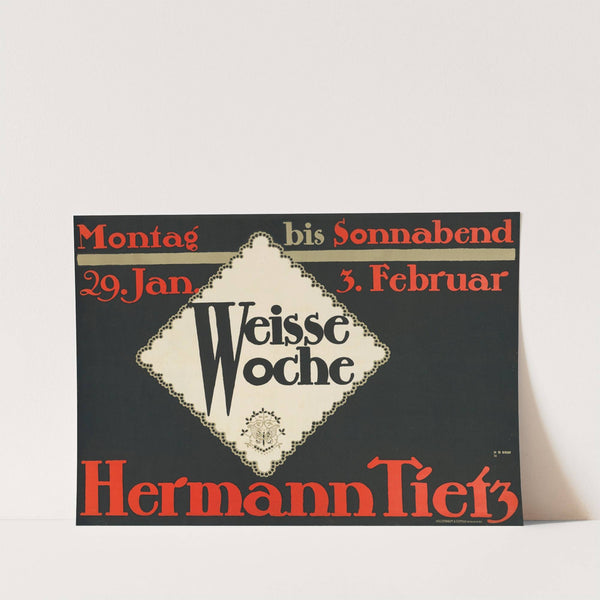 Montag bis Sonnabend
29. Jan. 3. Februar
Weisse
Woche
Hermann Tietz